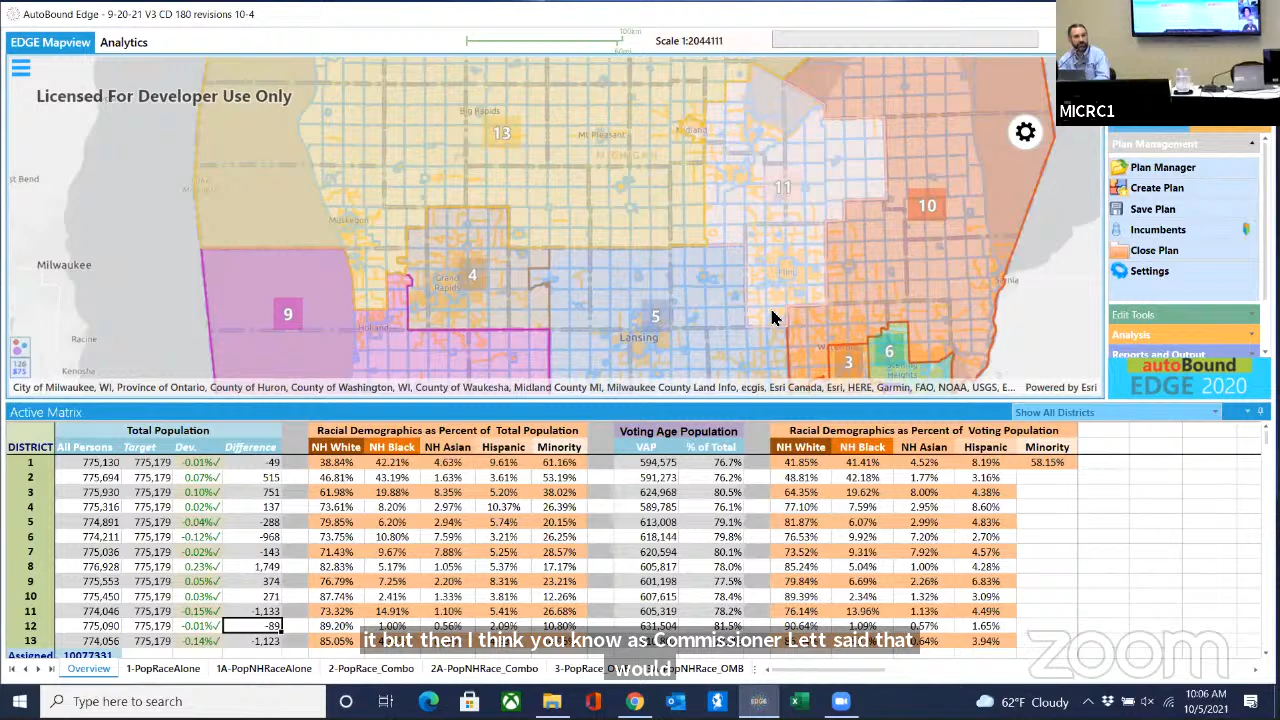 AutoBound Edge - 9-20-21 V3 CD 180 revisions 10-4
EDGE Mapview Analytics
100km
60mi
Scale 1:2044111
Licensed For Developer Use Only
MICRC1
Big Rapids
13
Mt Pleasant
Midland
MICHIGAN
11
10
Muskegon
st Bend
Milwaukee
Grand Rapids
4
Flint
Sarnia
9
Holland
5
Lansing
Racine
3
6
Sterling Heights
Kenosha
City of Milwaukee, WI, Province of Ontario, County of Huron, County of Washington, WI, County of Waukesha, Midland County MI, Milwaukee County Land Info, ecgis, Esri Canada, Esri, HERE, Garmin, FAO, NOAA, USGS, E... Powered by Esri
Plan Management
Plan Manager
Create Plan
Save Plan
Incumbents
Close Plan
Settings
Edit Tools
Analysis
Reports and Output
autoBound
EDGE 2020
Active Matrix Show All Districts
Total Population Racial Demographics as Percent of Total Population Voting Age Population Racial Demographics as Percent of Voting Population
DISTRICT All Persons Target Dev. Difference NH White NH Black NH Asian Hispanic Minority VAP % of Total NH White NH Black NH Asian Hispanic Minority
1 775,130 775,179 -0.01%✓ -49 38.84% 42.21% 4.63% 9.61% 61.16% 594,575 76.7% 41.85% 41.41% 4.52% 8.19% 58.15%
2 775,694 775,179 0.07%✓ 515 46.81% 43.19% 1.63% 3.61% 53.19% 591,273 76.2% 48.81% 42.18% 1.77% 3.16%
3 775,930 775,179 0.10%✓ 751 61.98% 19.88% 8.35% 5.20% 38.02% 624,968 80.5% 64.35% 19.62% 8.00% 4.38%
4 775,316 775,179 0.02%✓ 137 73.61% 8.20% 2.97% 10.37% 26.39% 589,785 76.1% 77.10% 7.59% 2.95% 8.60%
5 774,891 775,179 -0.04%✓ -288 79.85% 6.20% 2.94% 5.74% 20.15% 613,008 79.1% 81.87% 6.07% 2.99% 4.83%
6 774,211 775,179 -0.12%✓ -968 73.75% 10.80% 7.59% 3.21% 26.25% 618,144 79.8% 76.53% 9.92% 7.20% 2.70%
7 775,036 775,179 -0.02%✓ -143 71.43% 9.67% 7.88% 5.25% 28.57% 620,594 80.1% 73.52% 9.31% 7.92% 4.57%
8 776,928 775,179 0.23%✓ 1,749 82.83% 5.17% 1.05% 5.37% 17.17% 605,817 78.0% 85.24% 5.04% 1.00% 4.28%
9 775,553 775,179 0.05%✓ 374 76.79% 7.25% 2.20% 8.31% 23.21% 601,198 77.5% 79.84% 6.69% 2.26% 6.83%
10 775,450 775,179 0.03%✓ 271 87.74% 2.41% 1.33% 3.81% 12.26% 607,615 78.4% 89.39% 2.34% 1.32% 2.96%
11 774,046 775,179 -0.15%✓ -1,133 73.32% 14.91% 1.10% 5.41% 26.68% 605,319 78.2% 76.14% 13.96% 1.13% 4.49%
12 775,090 775,179 -0.01%✓ -89 89.20% 1.00% 0.56% 2.09% 10.80% 631,504 81.5% 90.64% 1.09% 0.57% 1.65%
13 774,056 775,179 -0.14%✓ -1,123 85.05% 3.94%
Assigned 10077331
it but then I think you know as Commissioner Lett said that
would
zoom
Overview 1-PopRaceAlone 1A-PopNHRaceAlone 2-PopRace_Combo 2A-PopNHRace_Combo 3-PopRace_O OMB
Type here to search
62°F Cloudy
10:06 AM
10/5/2021